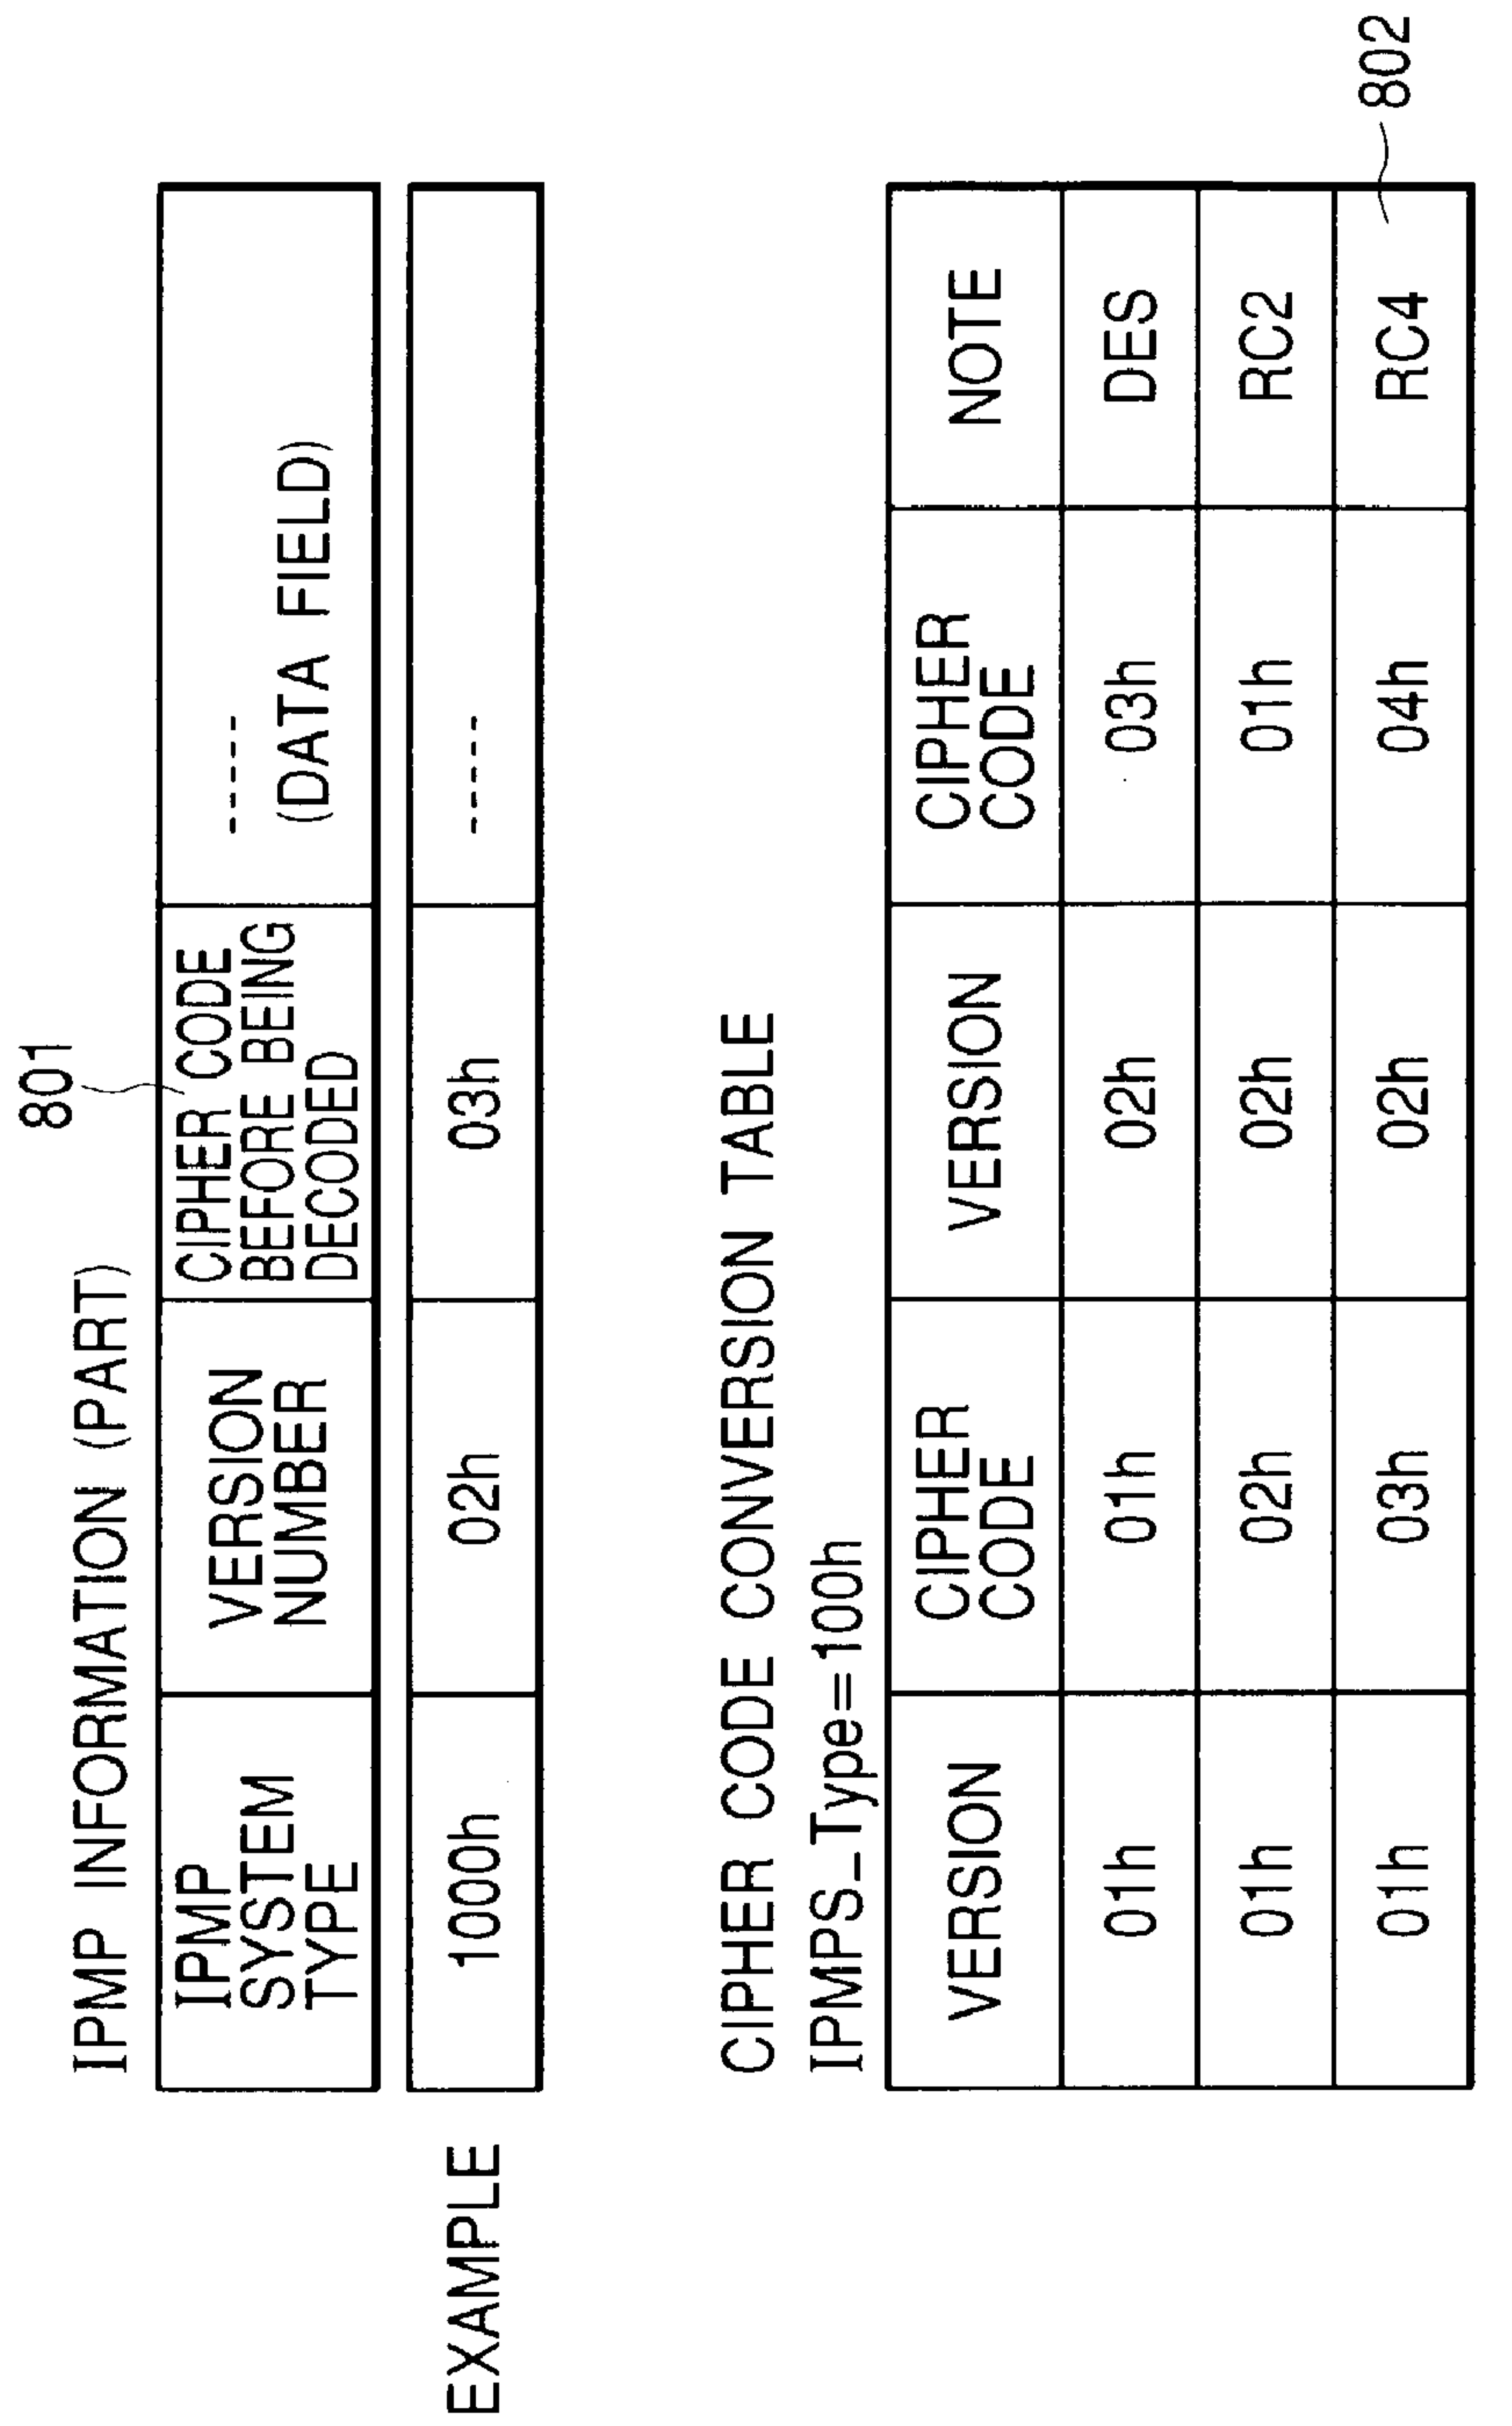 801
IPMP INFORMATION (PART)
IPMP
SYSTEM
TYPE
VERSION
NUMBER
CIPHER CODE
BEFORE BEING
DECODED
-----
(DATA FIELD)
EXAMPLE
1000h
02h
03h
-----
CIPHER CODE CONVERSION TABLE
IPMPS_Type=100h
VERSION
CIPHER
CODE
VERSION
CIPHER
CODE
NOTE
01h
01h
02h
03h
DES
01h
02h
02h
01h
RC2
01h
03h
02h
04h
RC4
802